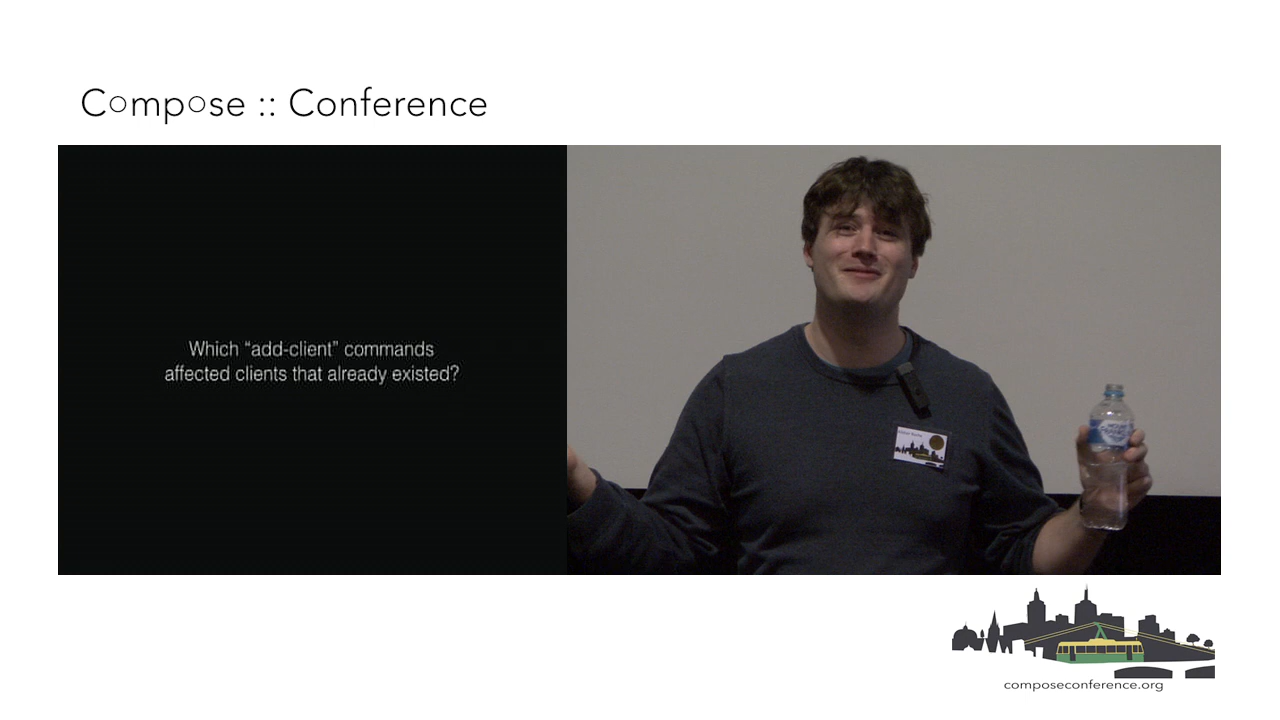 Compose :: Conference
Which “add-client” commands
affected clients that already existed?
composeconference.org